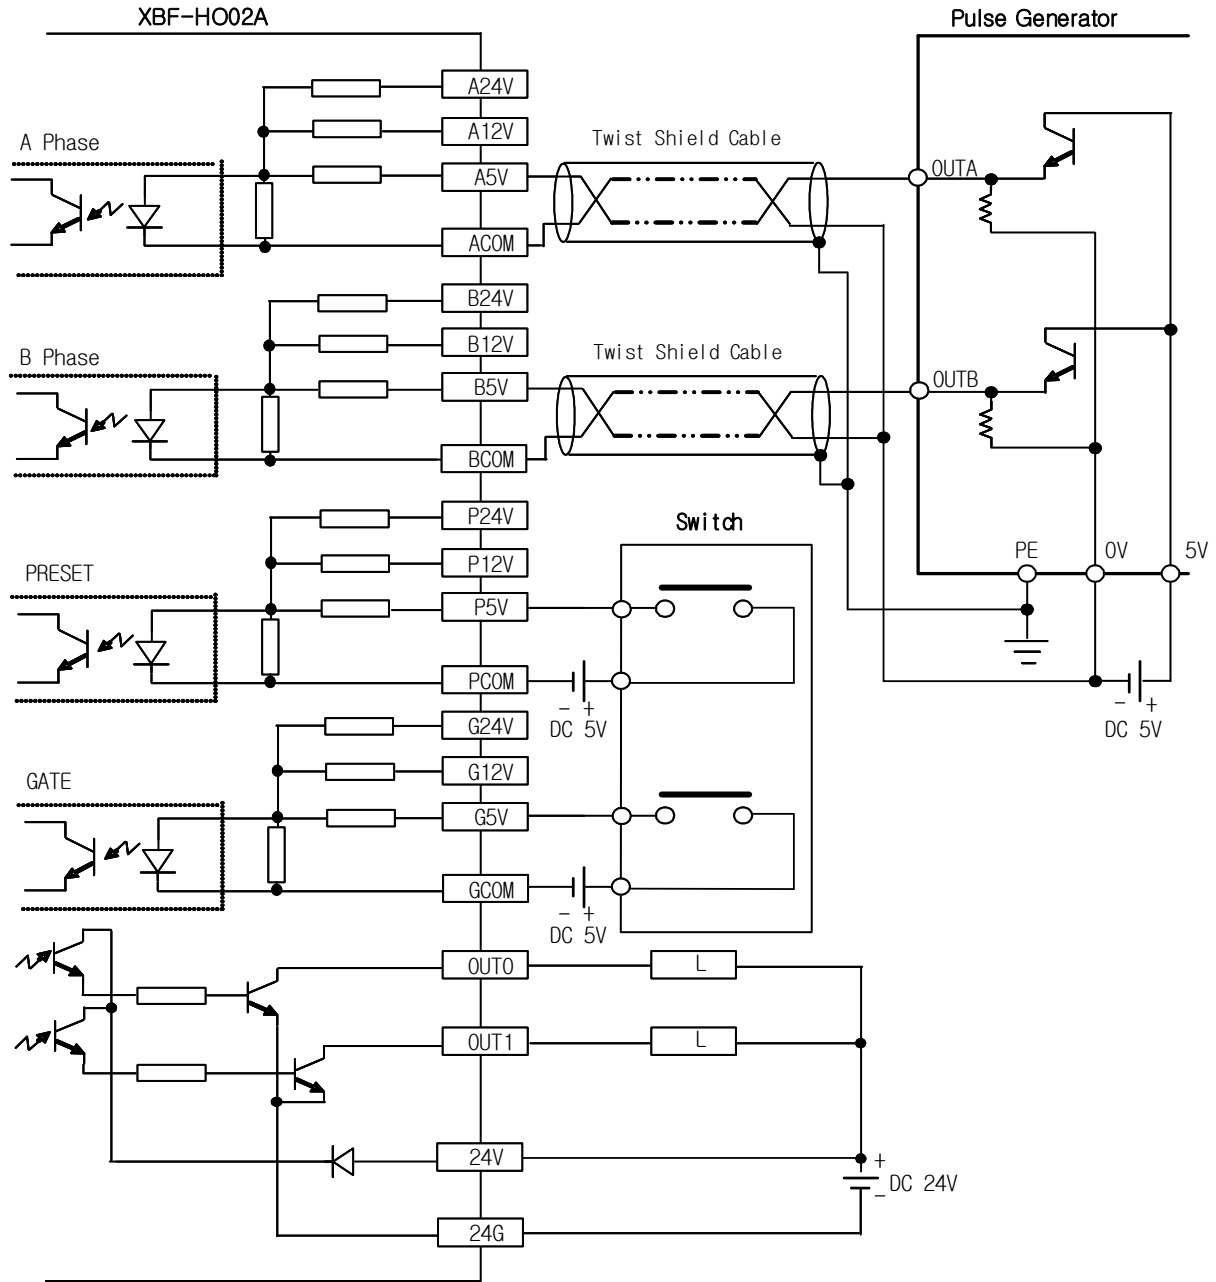 XBF-HO02A
Pulse Generator
A24V
A12V
A Phase
Twist Shield Cable
A5V
OUTA
ACOM
B24V
B12V
B Phase
Twist Shield Cable
B5V
OUTB
BCOM
P24V
Switch
P12V
PE
0V
5V
PRESET
P5V
PCOM
- +
DC 5V
- +
DC 5V
G24V
G12V
GATE
G5V
GCOM
- +
DC 5V
OUT0
L
OUT1
L
24V
+
DC 24V
-
24G